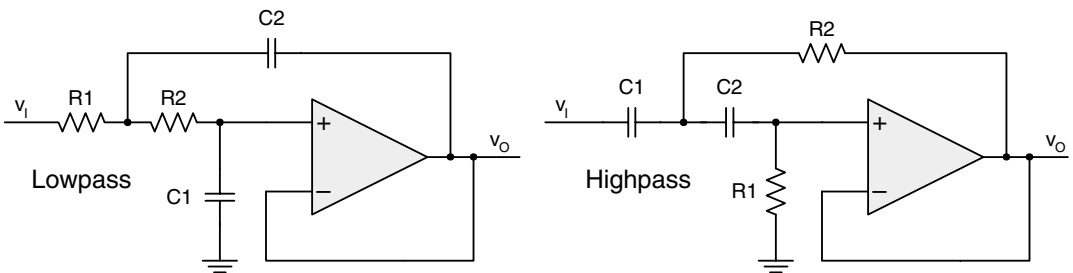 C2
R1
R2
v_I
+
v_O
−
Lowpass
C1
R2
C1
C2
v_I
+
v_O
−
Highpass
R1